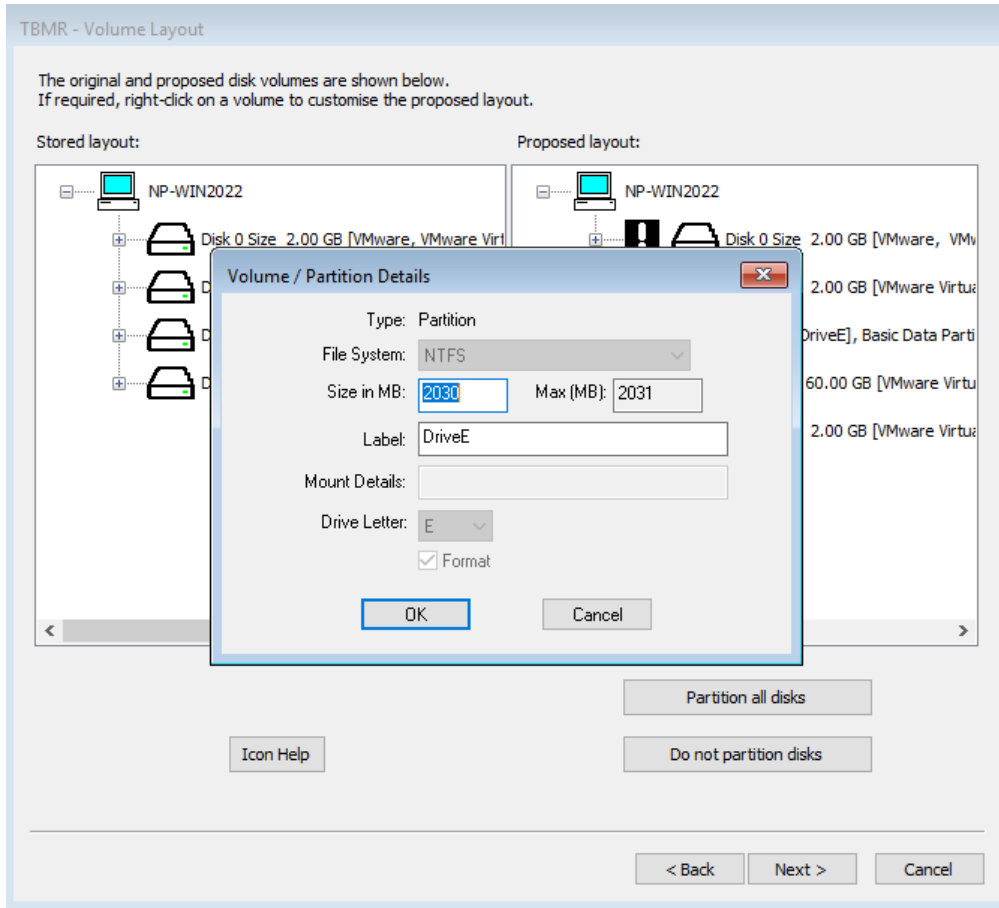 TBMR - Volume Layout
The original and proposed disk volumes are shown below.
If required, right-click on a volume to customise the proposed layout.
Stored layout:
Proposed layout:
NP-WIN2022
NP-WIN2022
Disk 0 Size 2.00 GB [VMware, VMware Virt
Disk 0 Size 2.00 GB [VMware, VMw
D
2.00 GB [VMware Virtua
D
DriveE], Basic Data Parti
D
60.00 GB [VMware Virtu
2.00 GB [VMware Virtua
Volume / Partition Details
Type: Partition
File System: NTFS
Size in MB: 2030 Max (MB): 2031
Label: DriveE
Mount Details:
Drive Letter: E
Format
OK Cancel
Partition all disks
Icon Help
Do not partition disks
< Back Next > Cancel